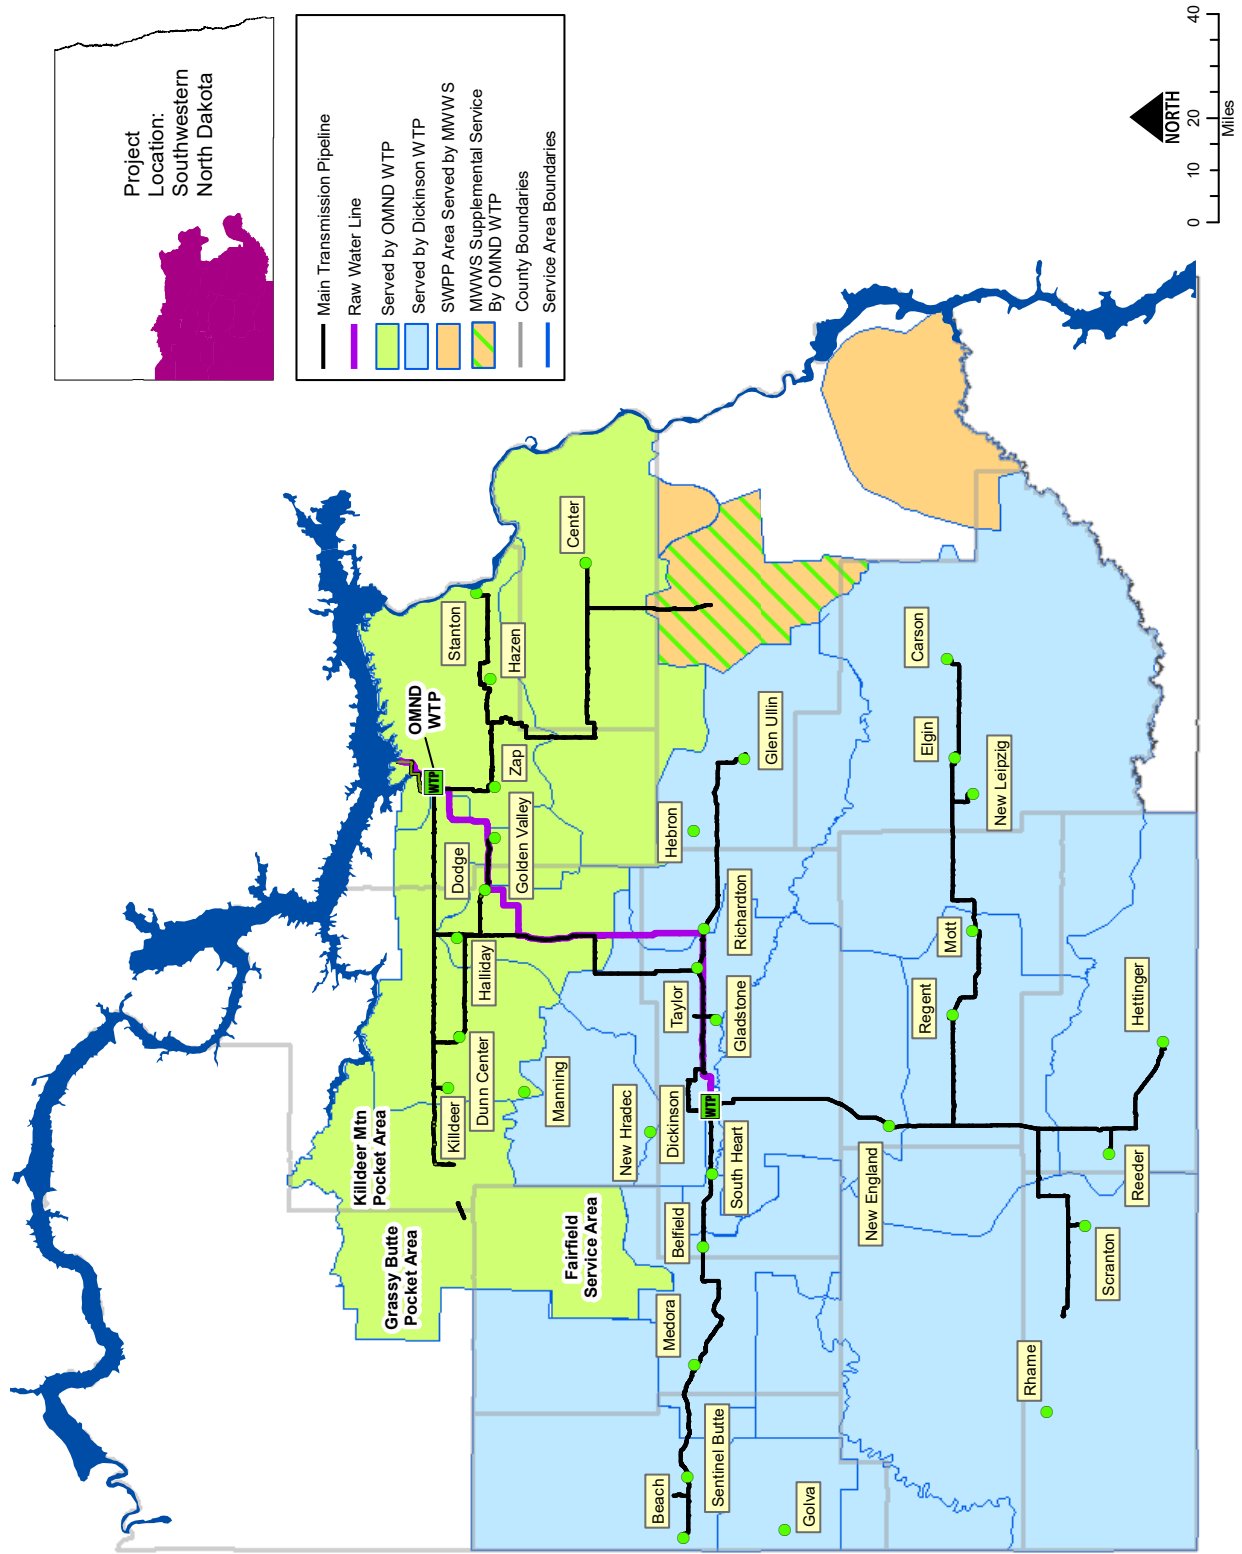 Project
Location:
Southwestern
North Dakota
Main Transmission Pipeline
Raw Water Line
Served by OMND WTP
Served by Dickinson WTP
SWPP Area Served by MWWS
MWWS Supplemental Service
By OMND WTP
County Boundaries
Service Area Boundaries
NORTH
0
10
20
40
Miles
OMND
WTP
WTP
Stanton
Hazen
Center
Zap
Golden Valley
Dodge
Halliday
Dunn Center
Killdeer
Killdeer Mtn
Pocket Area
Grassy Butte
Pocket Area
Fairfield
Service Area
Manning
New Hradec
Dickinson
WTP
South Heart
Belfield
Medora
Sentinel Butte
Beach
Golva
Taylor
Gladstone
Richardton
Hebron
Glen Ullin
Carson
Elgin
New Leipzig
Mott
Regent
New England
Hettinger
Reeder
Scranton
Rhame